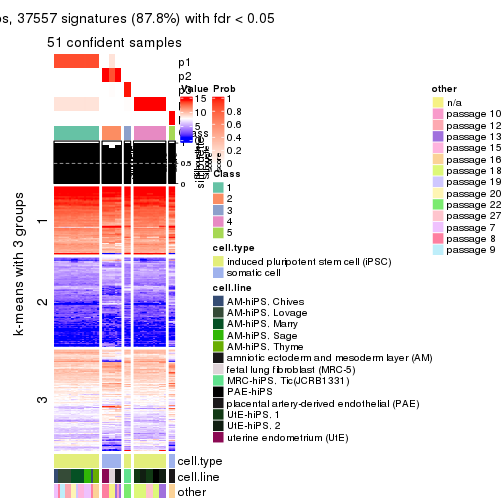 os, 37557 signatures (87.8%) with fdr < 0.05
51 confident samples
p1
p2
Value
15
10
5
0
Prob
1
0.8
0.6
0.4
0.2
0
Class
1
2
3
4
5
cell.type
induced pluripotent stem cell (iPSC)
somatic cell
cell.line
AM-hiPS. Chives
AM-hiPS. Lovage
AM-hiPS. Marry
AM-hiPS. Sage
AM-hiPS. Thyme
amniotic ectoderm and mesoderm layer (AM)
fetal lung fibroblast (MRC-5)
MRC-hiPS. Tic(JCRB1331)
PAE-hiPS
placental artery-derived endothelial (PAE)
UtE-hiPS. 1
UtE-hiPS. 2
uterine endometrium (UtE)
other
n/a
passage 10
passage 12
passage 13
passage 15
passage 16
passage 18
passage 19
passage 20
passage 22
passage 27
passage 7
passage 8
passage 9
k-means with 3 groups
1
2
3
cell.type
cell.line
other